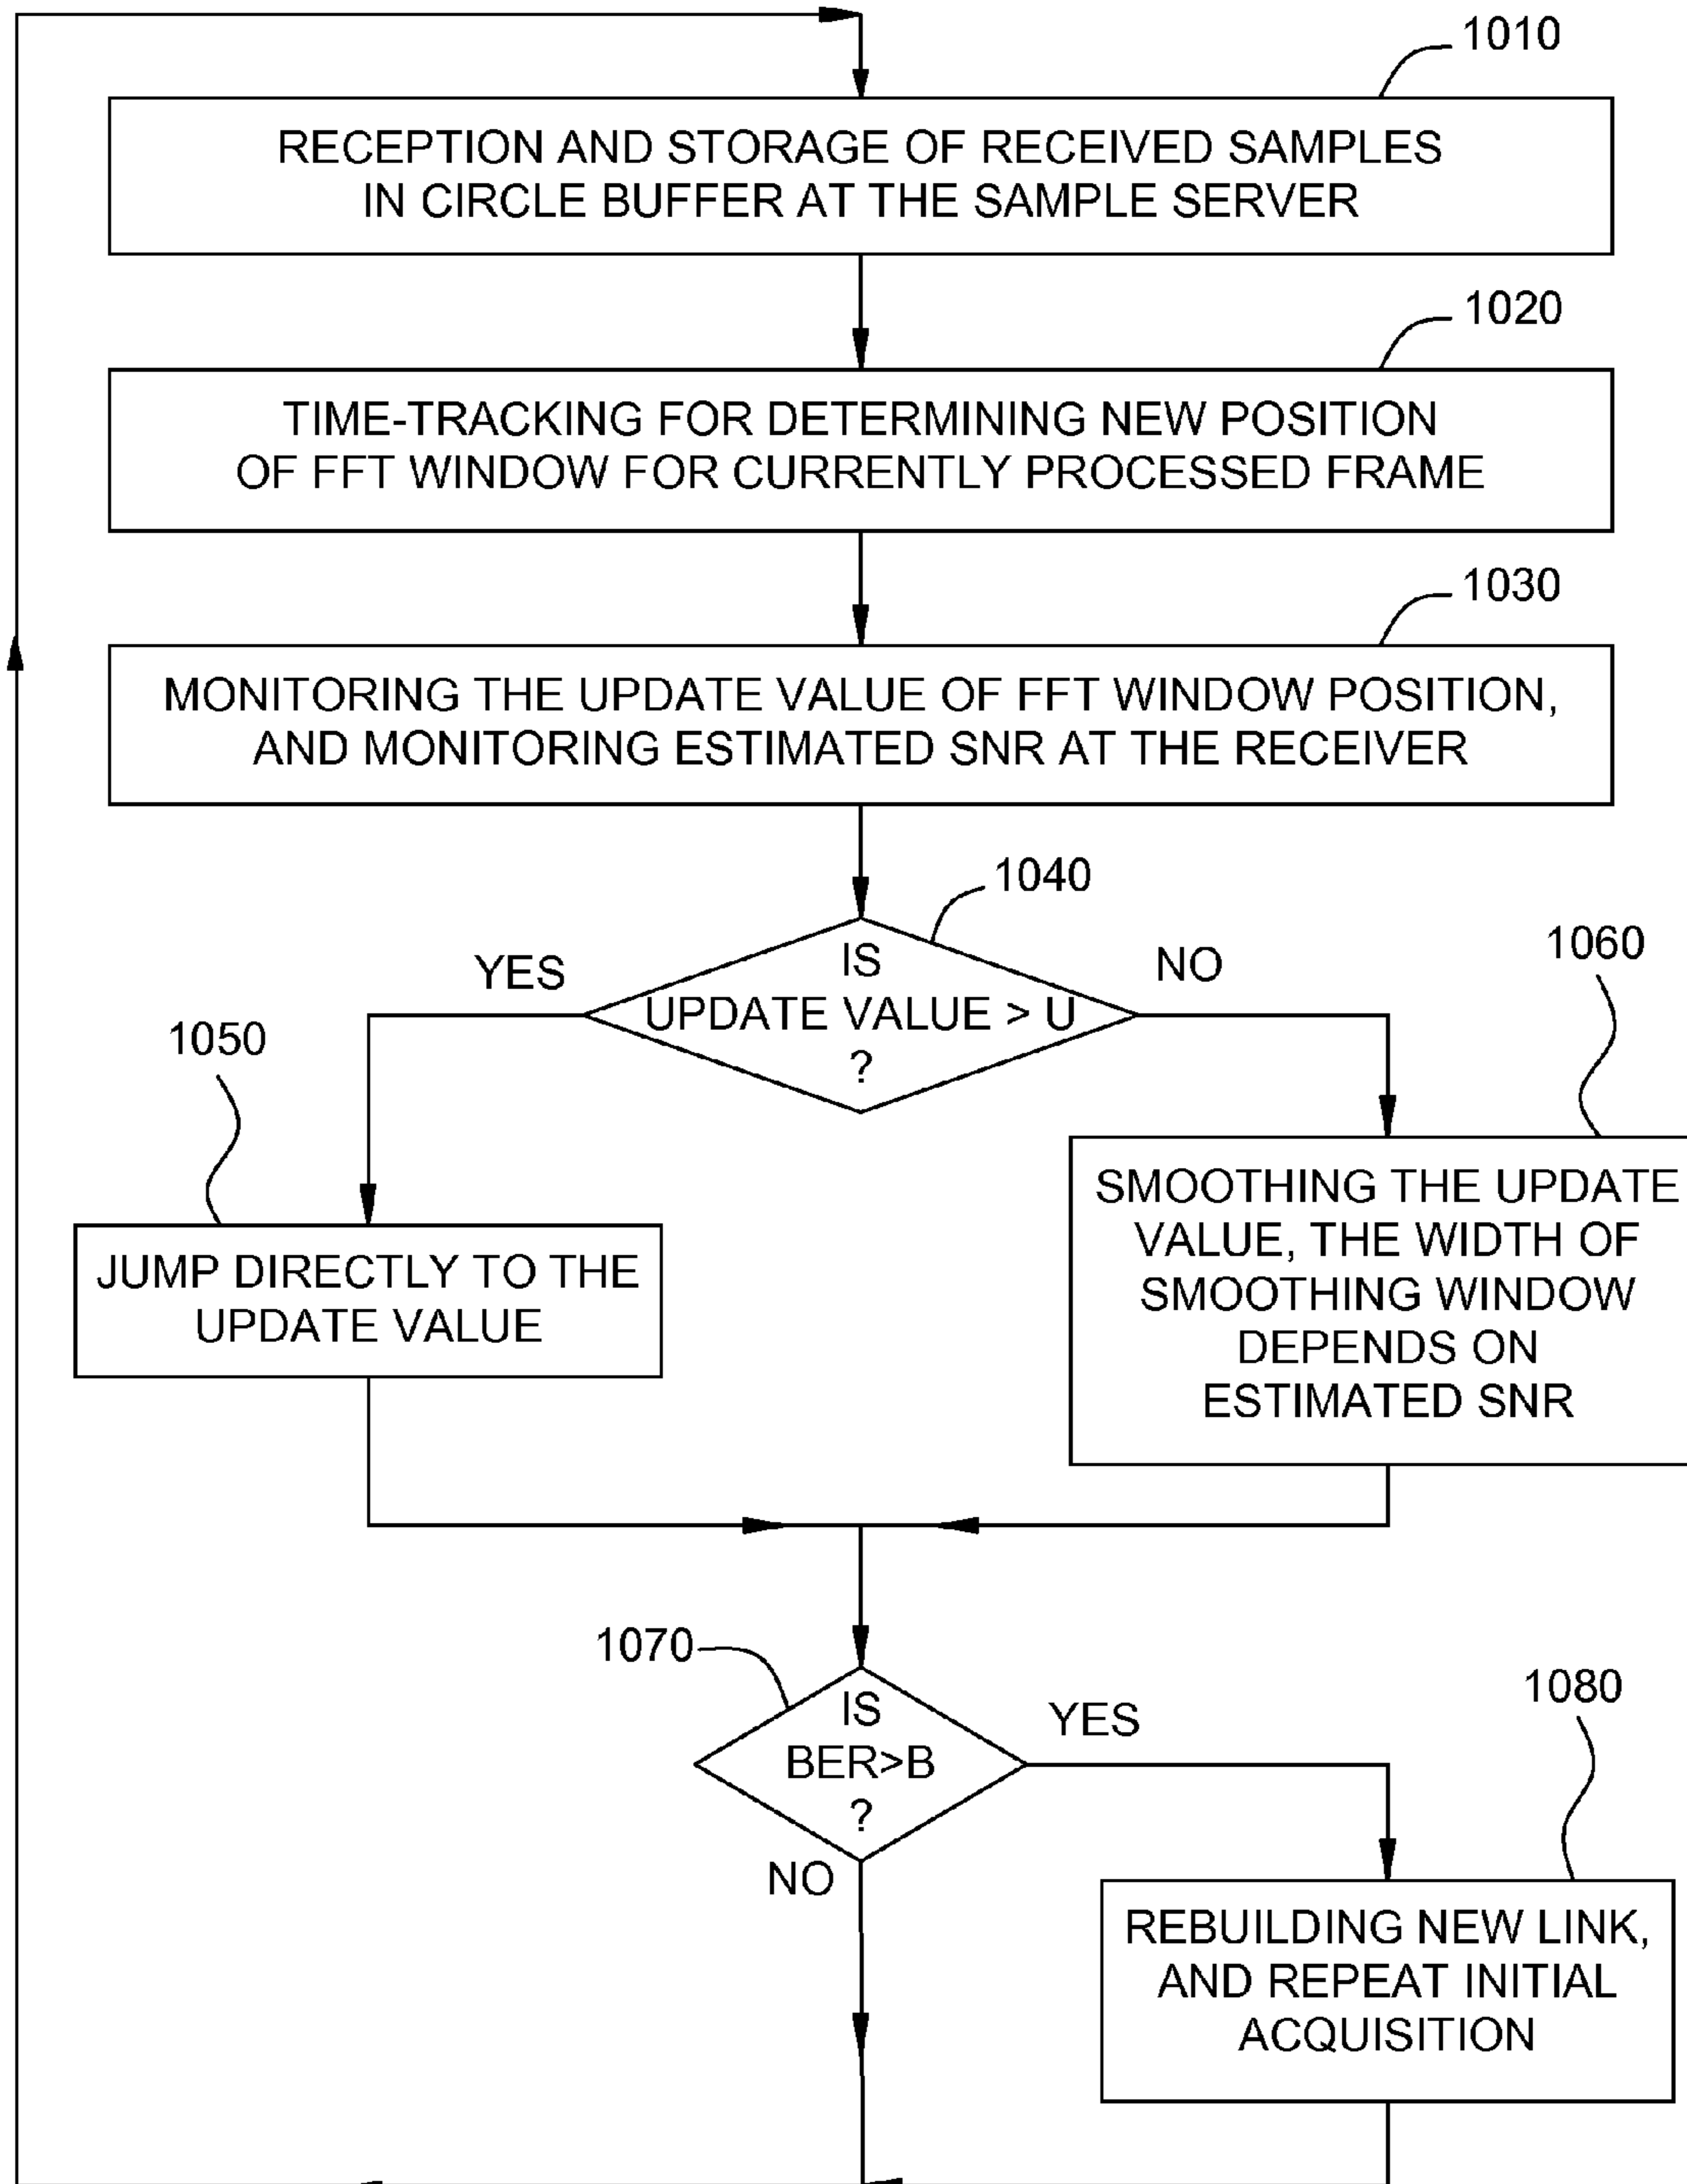 1010
RECEPTION AND STORAGE OF RECEIVED SAMPLES
IN CIRCLE BUFFER AT THE SAMPLE SERVER
1020
TIME-TRACKING FOR DETERMINING NEW POSITION
OF FFT WINDOW FOR CURRENTLY PROCESSED FRAME
1030
MONITORING THE UPDATE VALUE OF FFT WINDOW POSITION,
AND MONITORING ESTIMATED SNR AT THE RECEIVER
1040
IS
UPDATE VALUE > U
?
YES
NO
1050
JUMP DIRECTLY TO THE
UPDATE VALUE
1060
SMOOTHING THE UPDATE
VALUE, THE WIDTH OF
SMOOTHING WINDOW
DEPENDS ON
ESTIMATED SNR
1070
IS
BER>B
?
YES
NO
1080
REBUILDING NEW LINK,
AND REPEAT INITIAL
ACQUISITION